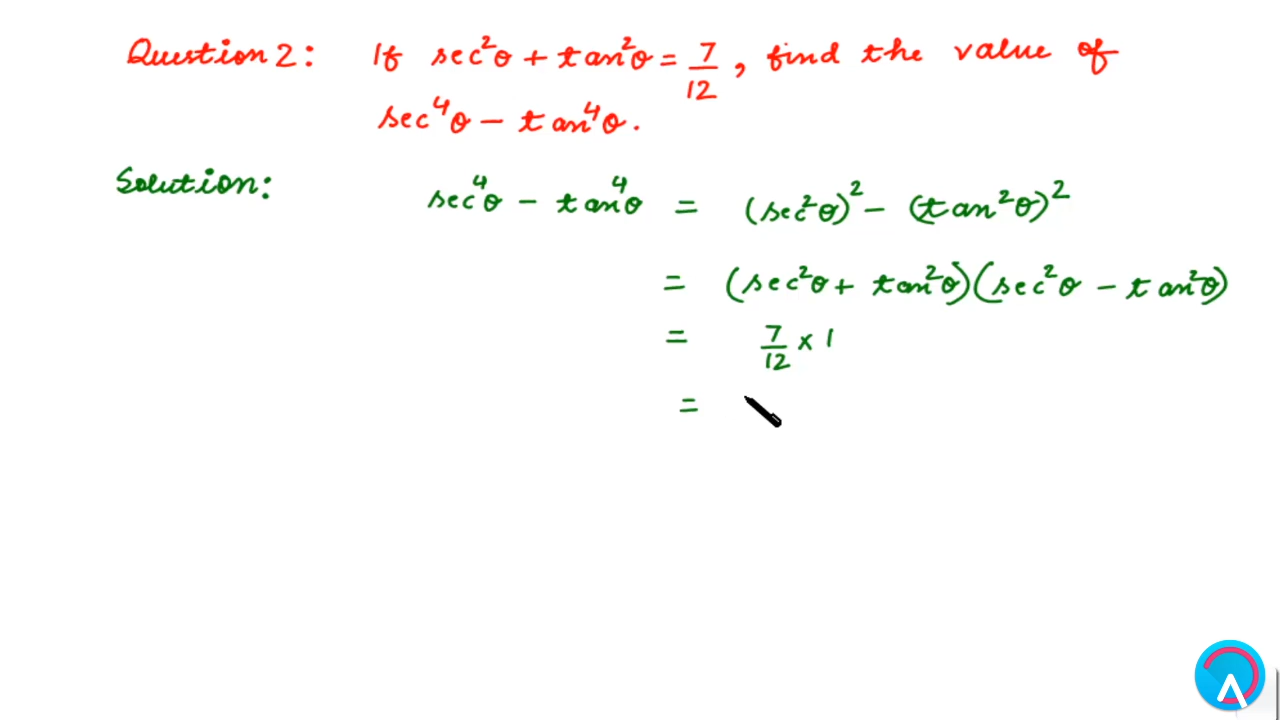 Question 2: If sec²θ + tan²θ = 7/12, find the value of
sec⁴θ − tan⁴θ.
Solution: sec⁴θ − tan⁴θ = (sec²θ)² − (tan²θ)²
= (sec²θ + tan²θ)(sec²θ − tan²θ)
= 7/12 × 1
=